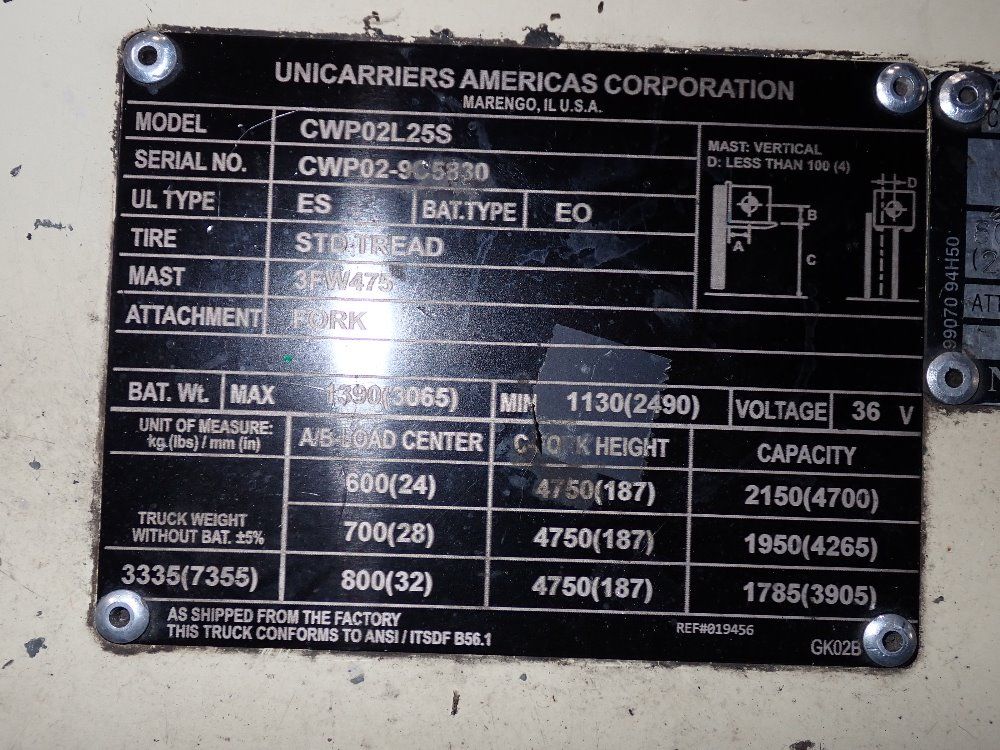 UNICARRIERS AMERICAS CORPORATION
MARENGO, IL U.S.A.
MODEL CWP02L25S
SERIAL NO. CWP02-9C5830
UL TYPE ES BAT.TYPE EO
TIRE STD TREAD
MAST 3FW475
ATTACHMENT FORK
MAST: VERTICAL
D: LESS THAN 100 (4)
D
B
A
C
BAT. Wt. MAX 1390(3065) MIN 1130(2490) VOLTAGE 36 V
UNIT OF MEASURE:
kg.(lbs) / mm (in)
A/B-LOAD CENTER C FORK HEIGHT CAPACITY
600(24) 4750(187) 2150(4700)
TRUCK WEIGHT
WITHOUT BAT. ±5%
700(28) 4750(187) 1950(4265)
3335(7355) 800(32) 4750(187) 1785(3905)
AS SHIPPED FROM THE FACTORY
THIS TRUCK CONFORMS TO ANSI / ITSDF B56.1
REF#019456
GK02B
99070 94H50